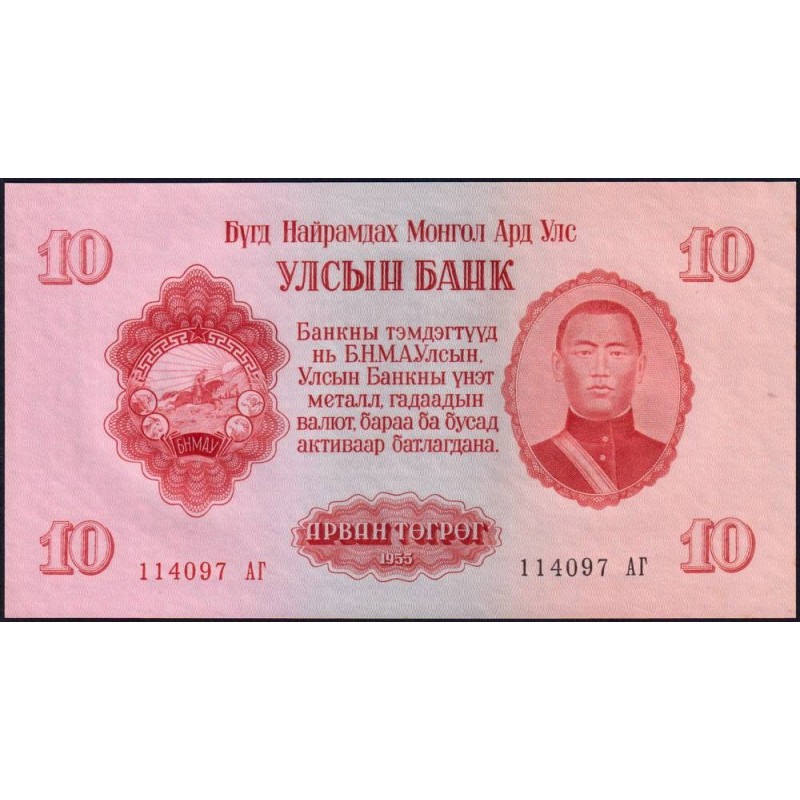 10
10
Бүгд Найрамдах Монгол Ард Улс
УЛСЫН БАНК
Банкны тэмдэгтүүд
нь Б.Н.М.А.Улсын,
Улсын Банкны үнэт
металл, гадаадын
валют, бараа ба бусад
активаар батлагдана.
БНМАУ
АРВАН ТӨГРӨГ
1955
10
10
114097 АГ
114097 АГ